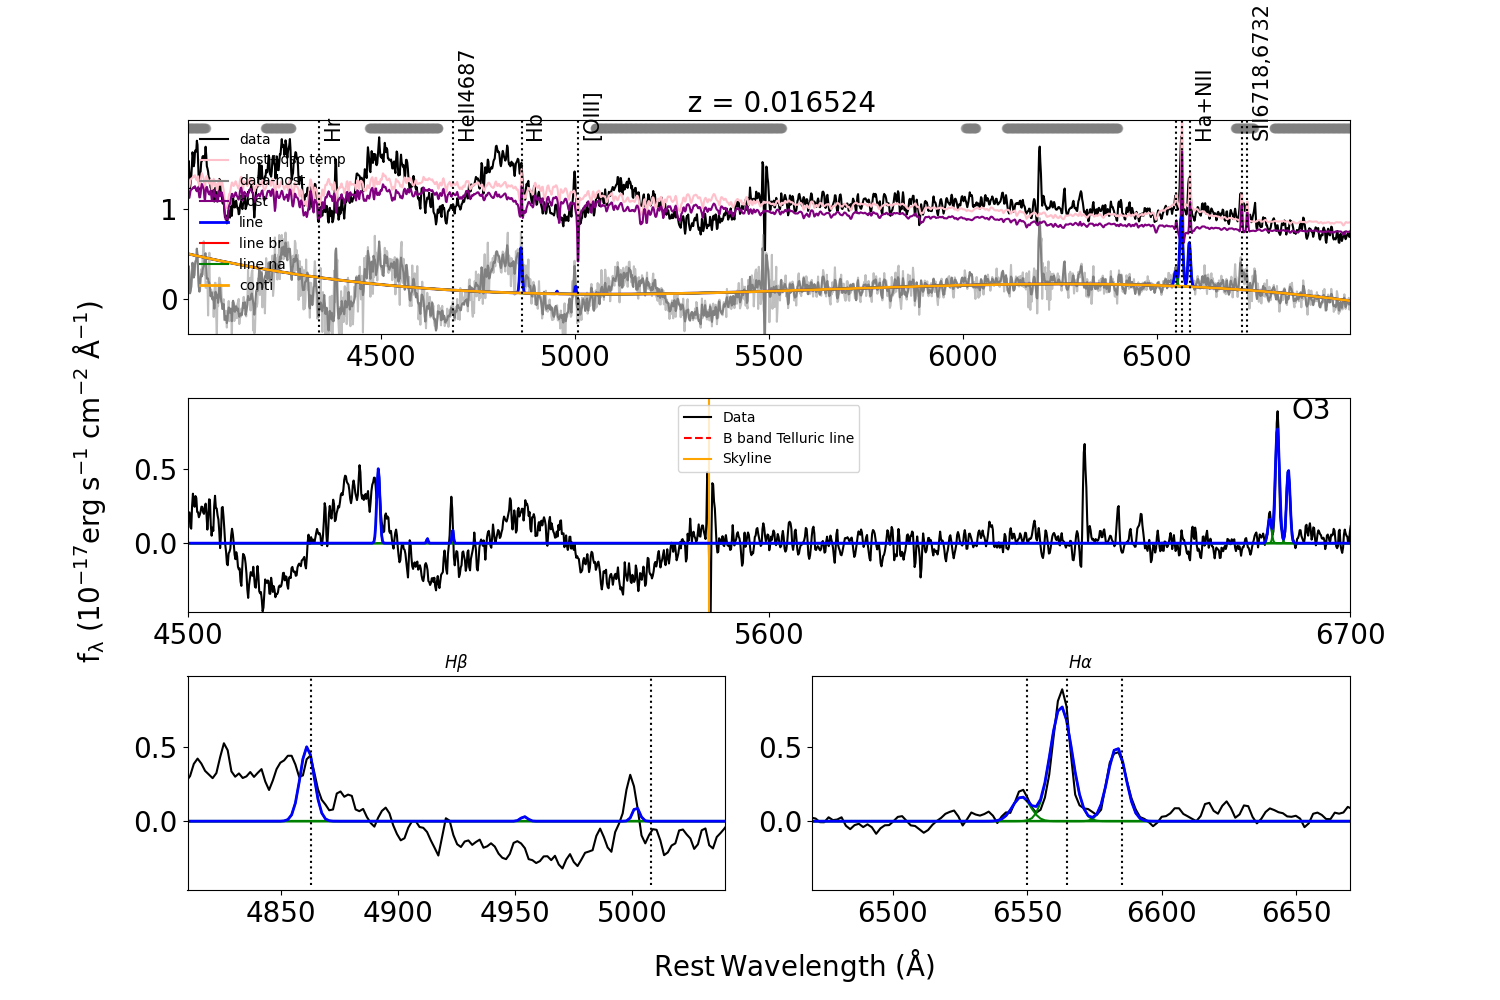 z = 0.016524
Hr
HeII4687
Hb
[OIII]
Ha+NII
SII6718,6732
data
host+qso temp
data-host
host
line
line br
line na
conti
1
0
4500 5000 5500 6000 6500
f_λ (10^−17 erg s^−1 cm^−2 Å^−1)
O3
Data
B band Telluric line
Skyline
0.5
0.0
4500 5600 6700
Hβ
0.5
0.0
4850 4900 4950 5000
Hα
0.5
0.0
6500 6550 6600 6650
Rest Wavelength (Å)